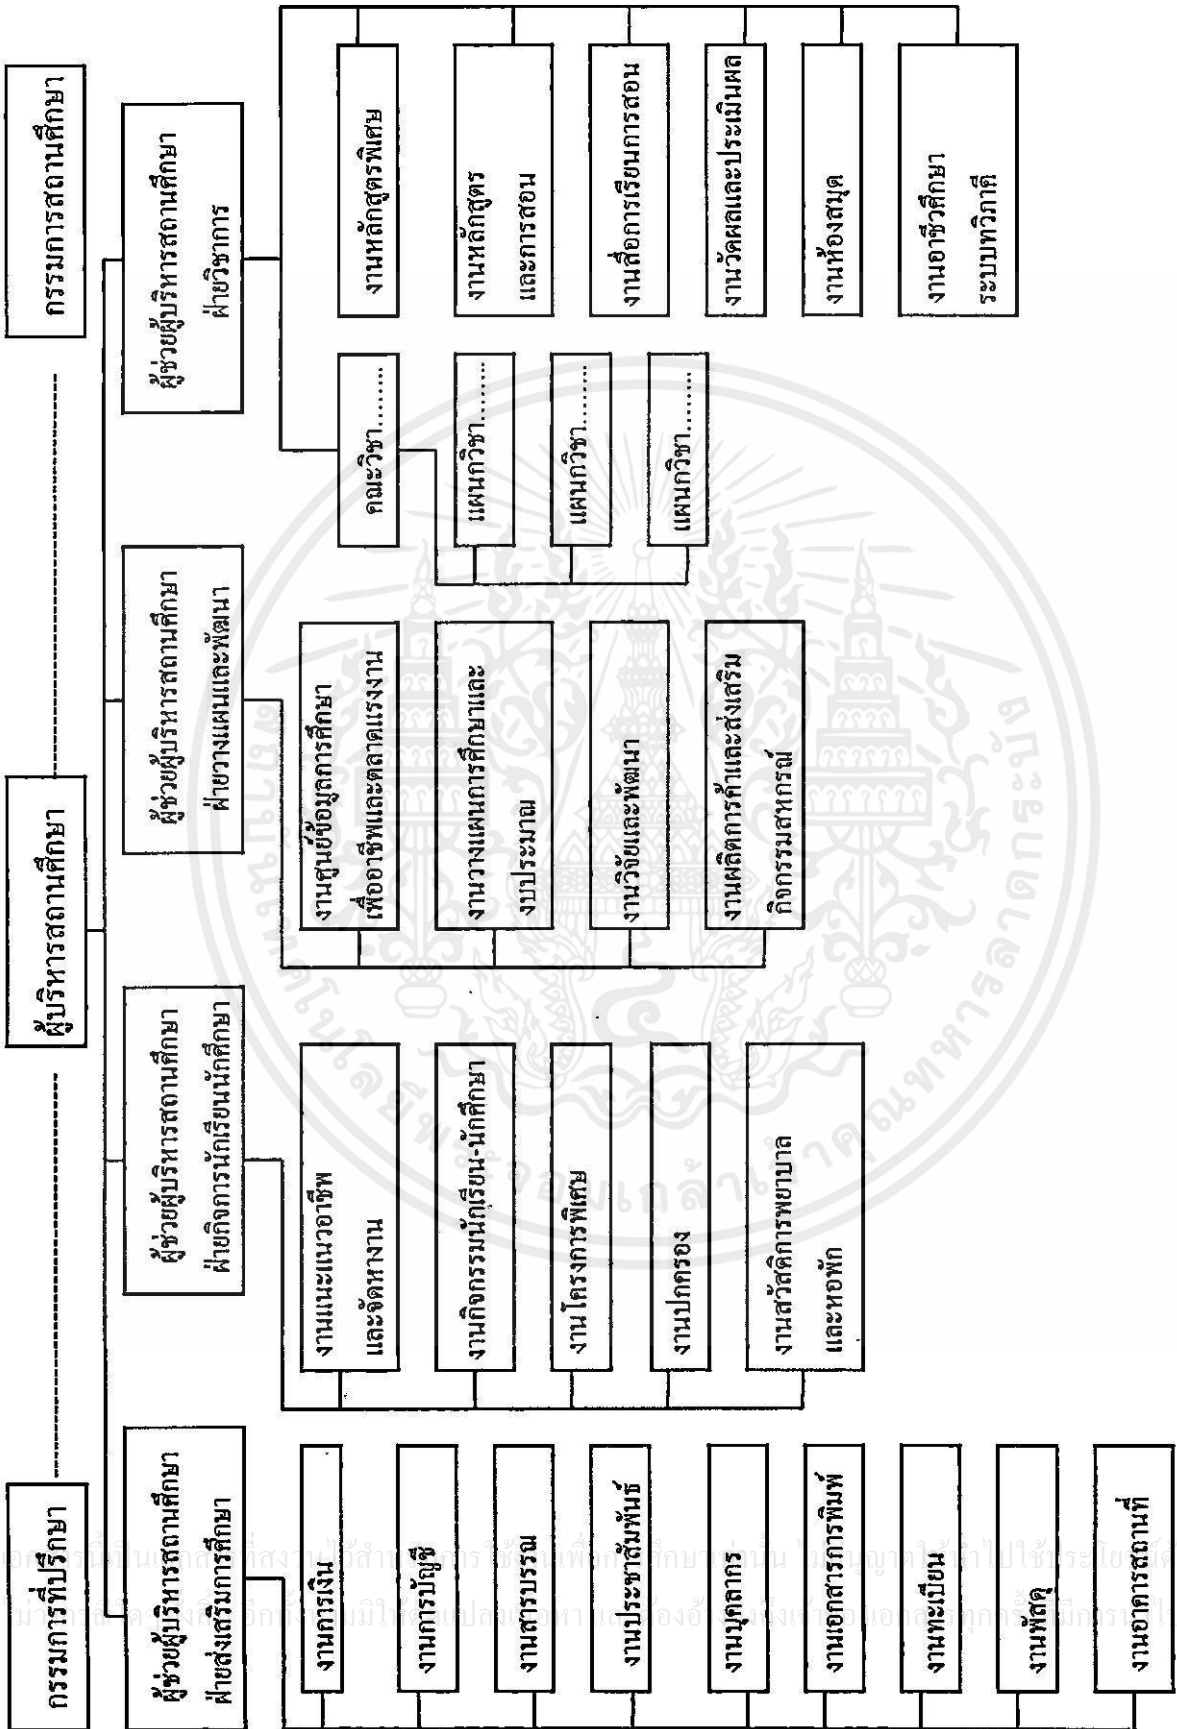 กรรมการที่ปรึกษา
ผู้บริหารสถานศึกษา
กรรมการสถานศึกษา
ผู้ช่วยผู้บริหารสถานศึกษา
ฝ่ายส่งเสริมการศึกษา
งานการเงิน
งานการบัญชี
งานสารบรรณ
งานประชาสัมพันธ์
งานบุคลากร
งานเอกสารการพิมพ์
งานทะเบียน
งานพัสดุ
งานอาคารสถานที่
ผู้ช่วยผู้บริหารสถานศึกษา
ฝ่ายกิจการนักเรียนนักศึกษา
งานแนะแนวอาชีพ
และจัดหางาน
งานกิจกรรมนักเรียน-นักศึกษา
งานโครงการพิเศษ
งานปกครอง
งานสวัสดิการพยาบาล
และหอพัก
ผู้ช่วยผู้บริหารสถานศึกษา
ฝ่ายวางแผนและพัฒนา
งานศูนย์ข้อมูลการศึกษา
เพื่ออาชีพและตลาดแรงงาน
งานวางแผนการศึกษาและ
งบประมาณ
งานวิจัยและพัฒนา
งานผลิตการค้าและส่งเสริม
กิจกรรมสหกรณ์
ผู้ช่วยผู้บริหารสถานศึกษา
ฝ่ายวิชาการ
คณะวิชา........
แผนกวิชา........
แผนกวิชา........
แผนกวิชา........
งานหลักสูตรพิเศษ
งานหลักสูตร
และการสอน
งานสื่อการเรียนการสอน
งานวัดผลและประเมินผล
งานห้องสมุด
งานอาชีวศึกษา
ระบบทวิภาคี